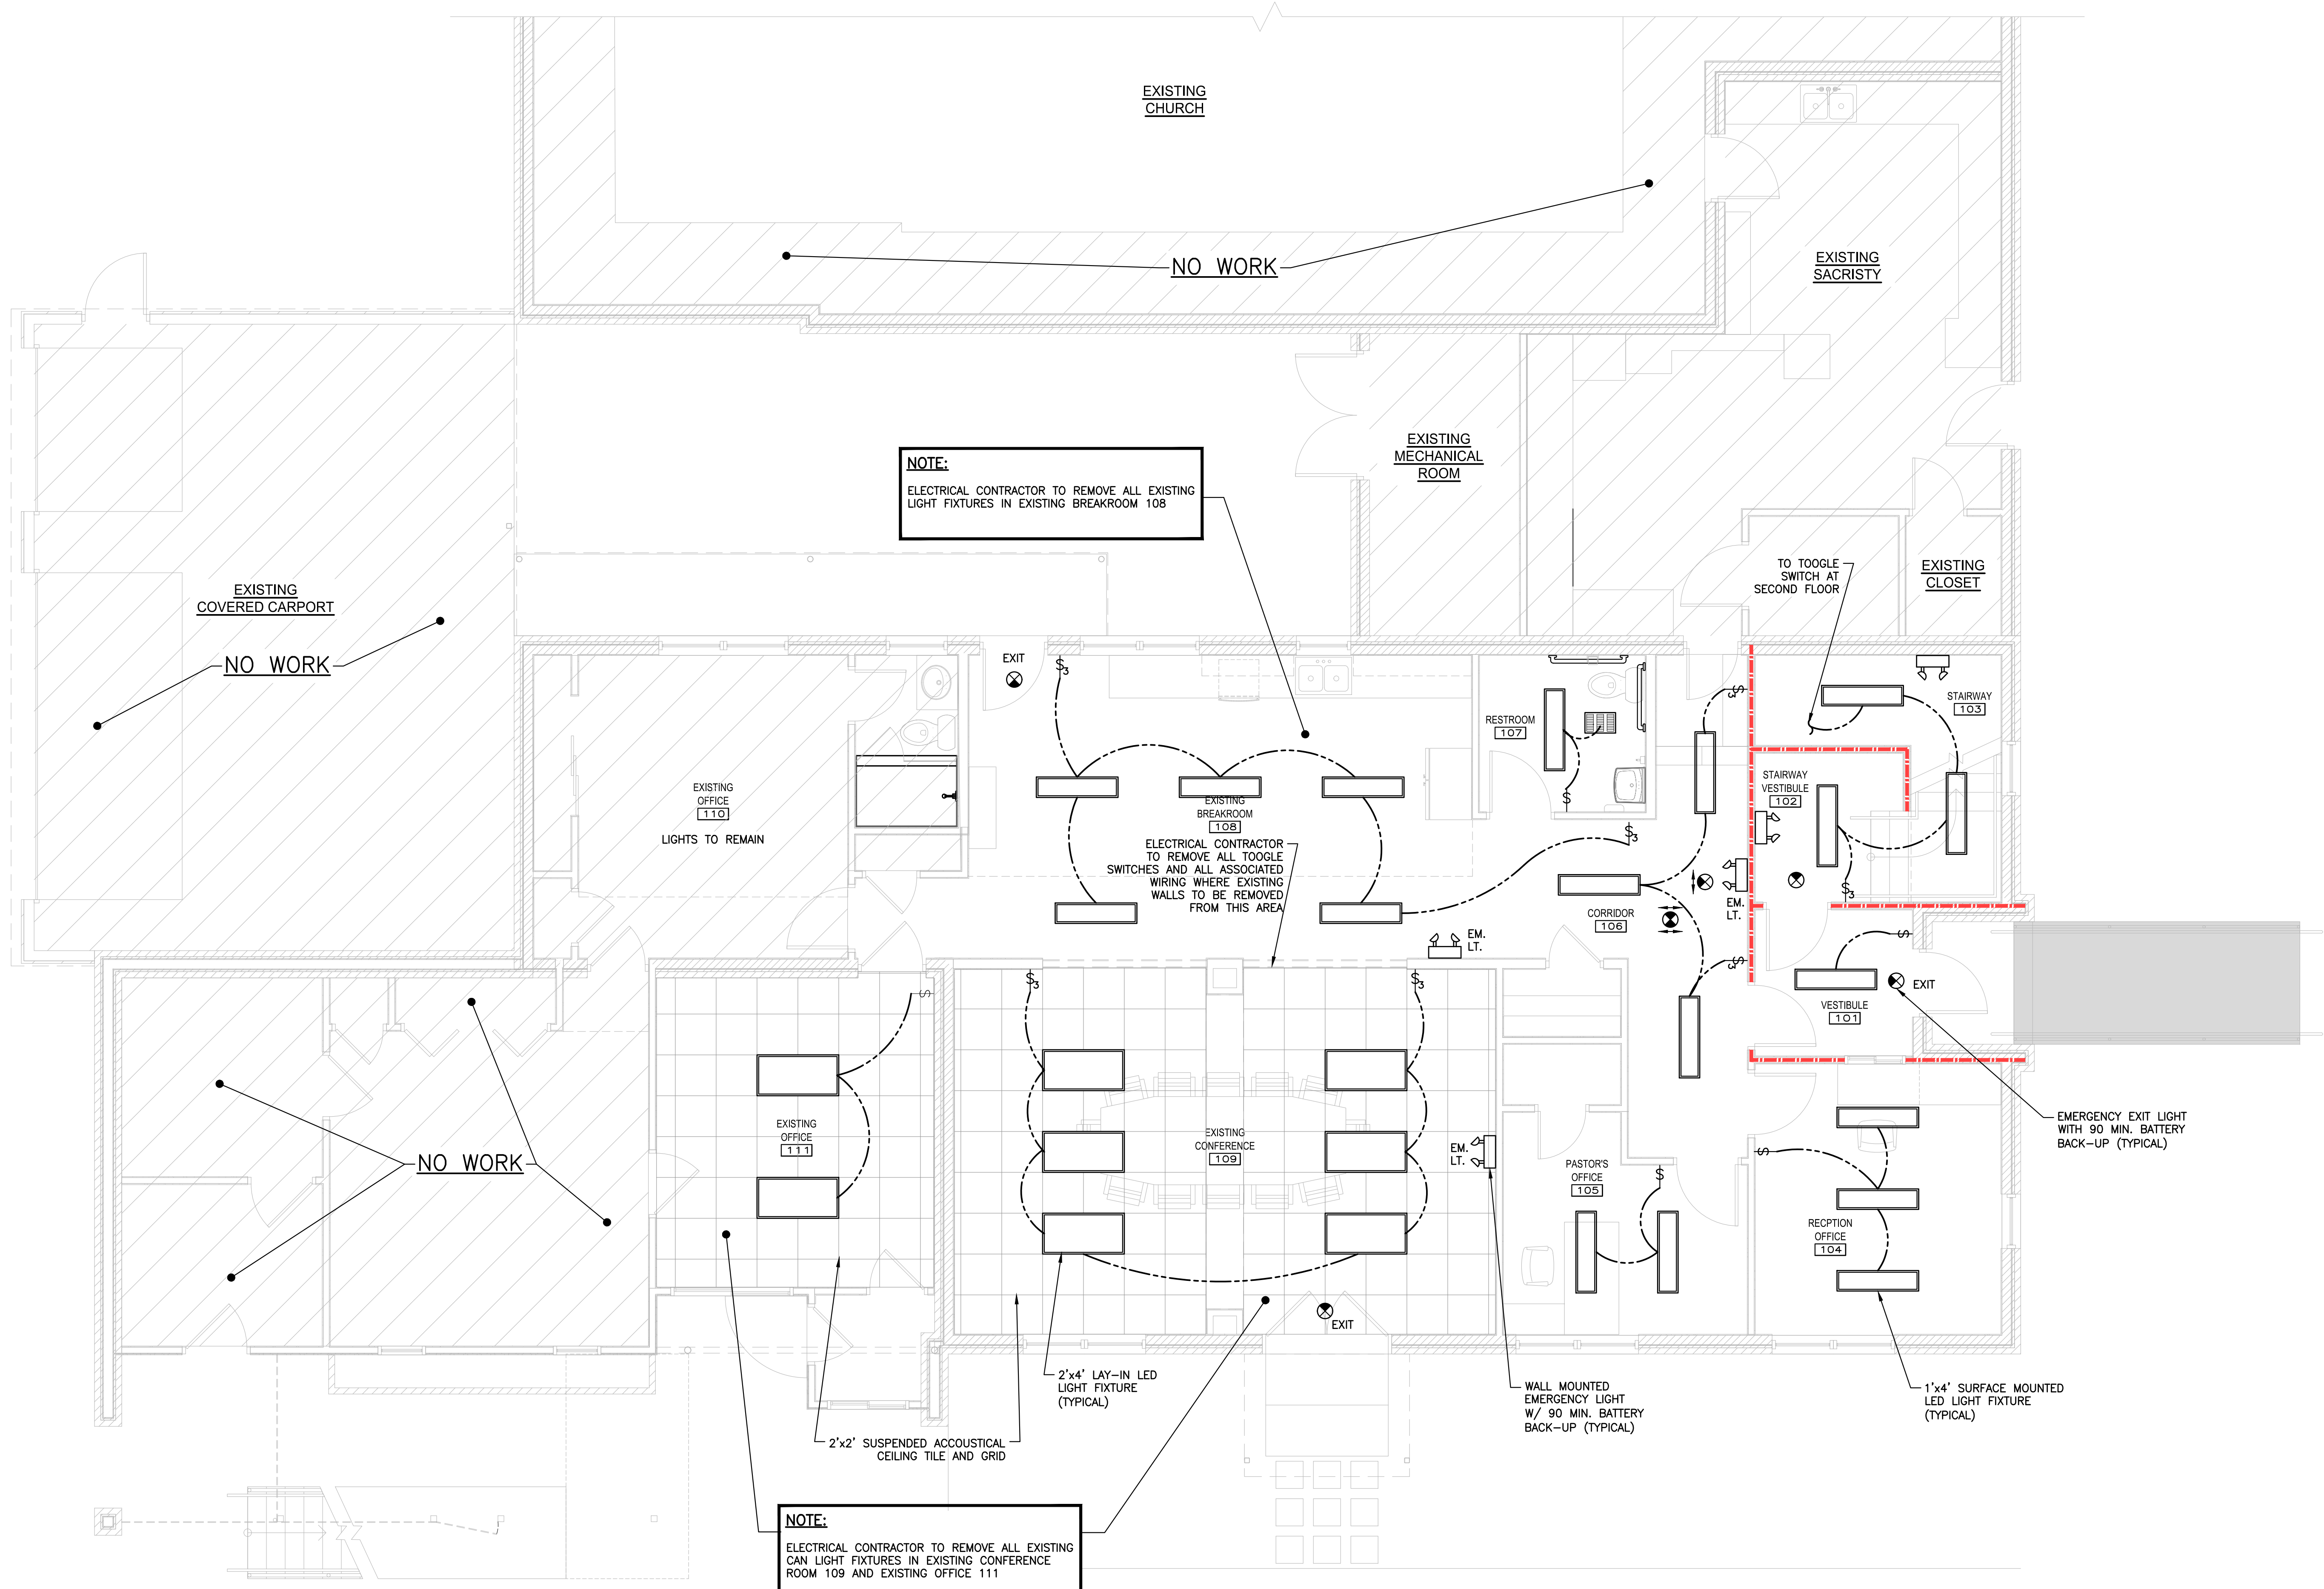 EXISTING
CHURCH
NO WORK
EXISTING
SACRISTY
EXISTING
MECHANICAL
ROOM
NOTE:
ELECTRICAL CONTRACTOR TO REMOVE ALL EXISTING
LIGHT FIXTURES IN EXISTING BREAKROOM 108
EXISTING
COVERED CARPORT
NO WORK
TO TOOGLE
SWITCH AT
SECOND FLOOR
EXISTING
CLOSET
EXIT
$3
$3
STAIRWAY
103
RESTROOM
107
$
EXISTING
OFFICE
110
LIGHTS TO REMAIN
STAIRWAY
VESTIBULE
102
EXISTING
BREAKROOM
108
$3
ELECTRICAL CONTRACTOR
TO REMOVE ALL TOOGLE
SWITCHES AND ALL ASSOCIATED
WIRING WHERE EXISTING
WALLS TO BE REMOVED
FROM THIS AREA
$3
EM.
LT.
CORRIDOR
106
EM.
LT.
$
$3
$
$3
$3
EXIT
VESTIBULE
101
EXISTING
OFFICE
111
EXISTING
CONFERENCE
109
EM.
LT.
PASTOR'S
OFFICE
105
$
$
RECPTION
OFFICE
104
EMERGENCY EXIT LIGHT
WITH 90 MIN. BATTERY
BACK-UP (TYPICAL)
NO WORK
EXIT
2'x4' LAY-IN LED
LIGHT FIXTURE
(TYPICAL)
WALL MOUNTED
EMERGENCY LIGHT
W/ 90 MIN. BATTERY
BACK-UP (TYPICAL)
1'x4' SURFACE MOUNTED
LED LIGHT FIXTURE
(TYPICAL)
2'x2' SUSPENDED ACCOUSTICAL
CEILING TILE AND GRID
NOTE:
ELECTRICAL CONTRACTOR TO REMOVE ALL EXISTING
CAN LIGHT FIXTURES IN EXISTING CONFERENCE
ROOM 109 AND EXISTING OFFICE 111